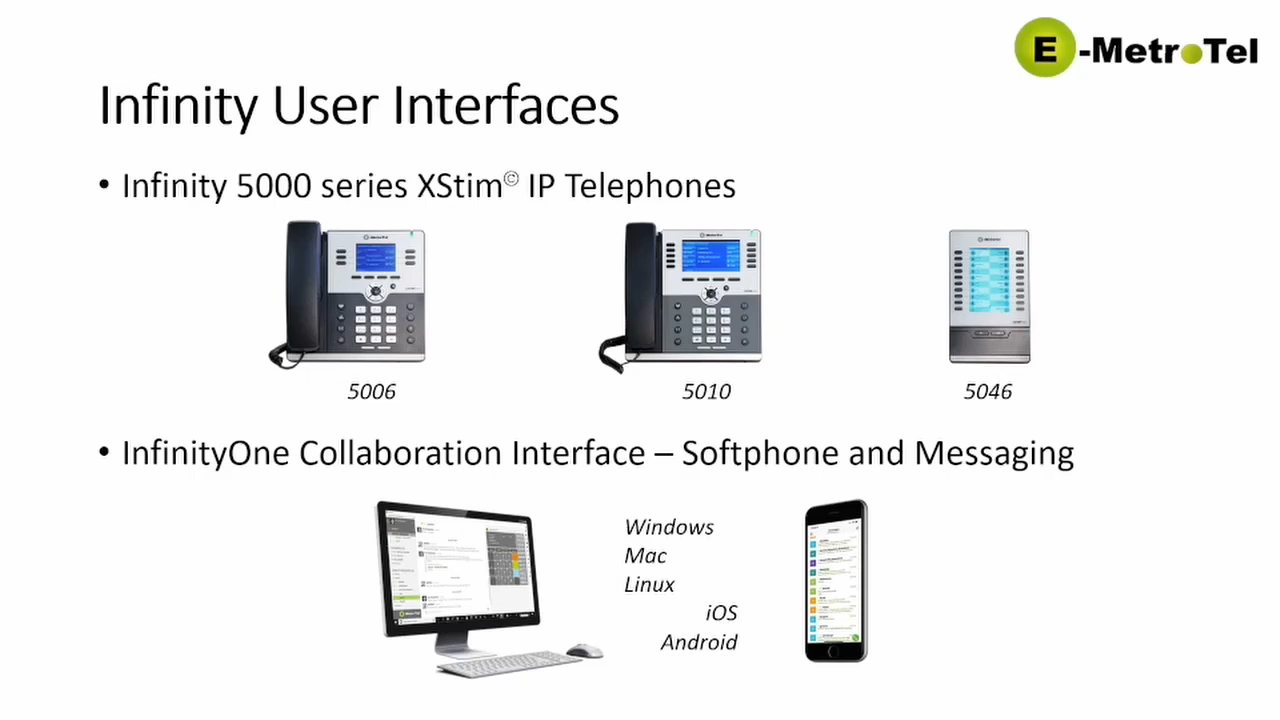 E-MetroTel
Infinity User Interfaces
• Infinity 5000 series XStim© IP Telephones
5006
5010
5046
• InfinityOne Collaboration Interface – Softphone and Messaging
Windows
Mac
Linux
iOS
Android